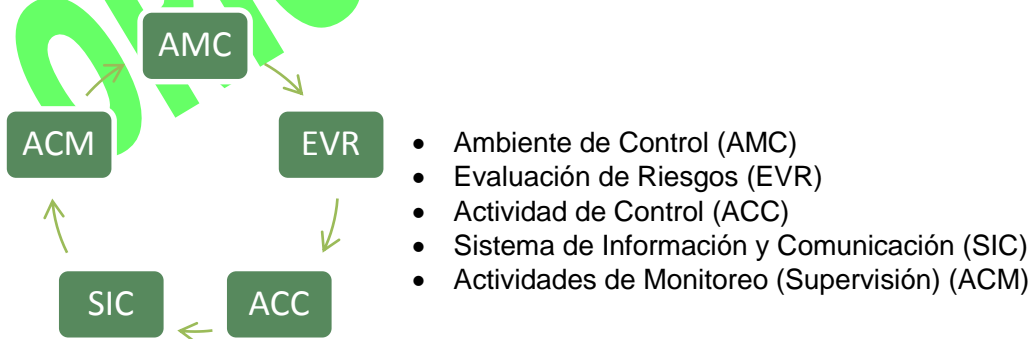 AMC
ACM
EVR
SIC
ACC
• Ambiente de Control (AMC)
• Evaluación de Riesgos (EVR)
• Actividad de Control (ACC)
• Sistema de Información y Comunicación (SIC)
• Actividades de Monitoreo (Supervisión) (ACM)